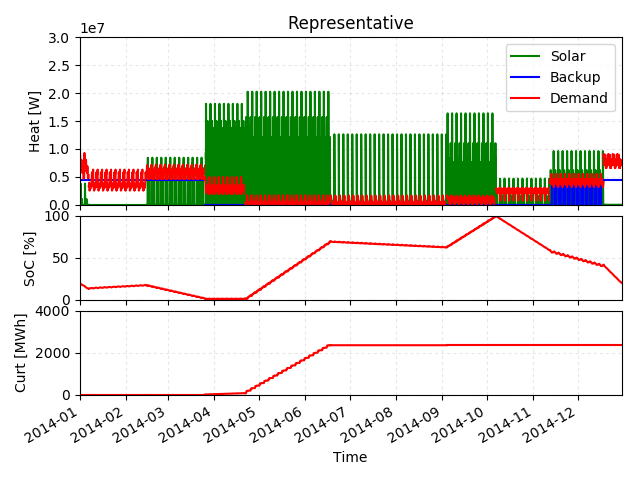 Representative
1e7
3.0
2.5
2.0
1.5
1.0
0.5
0.0
Heat [W]
Solar
Backup
Demand
100
50
0
SoC [%]
4000
2000
0
Curt [MWh]
2014-01
2014-02
2014-03
2014-04
2014-05
2014-06
2014-07
2014-08
2014-09
2014-10
2014-11
2014-12
Time